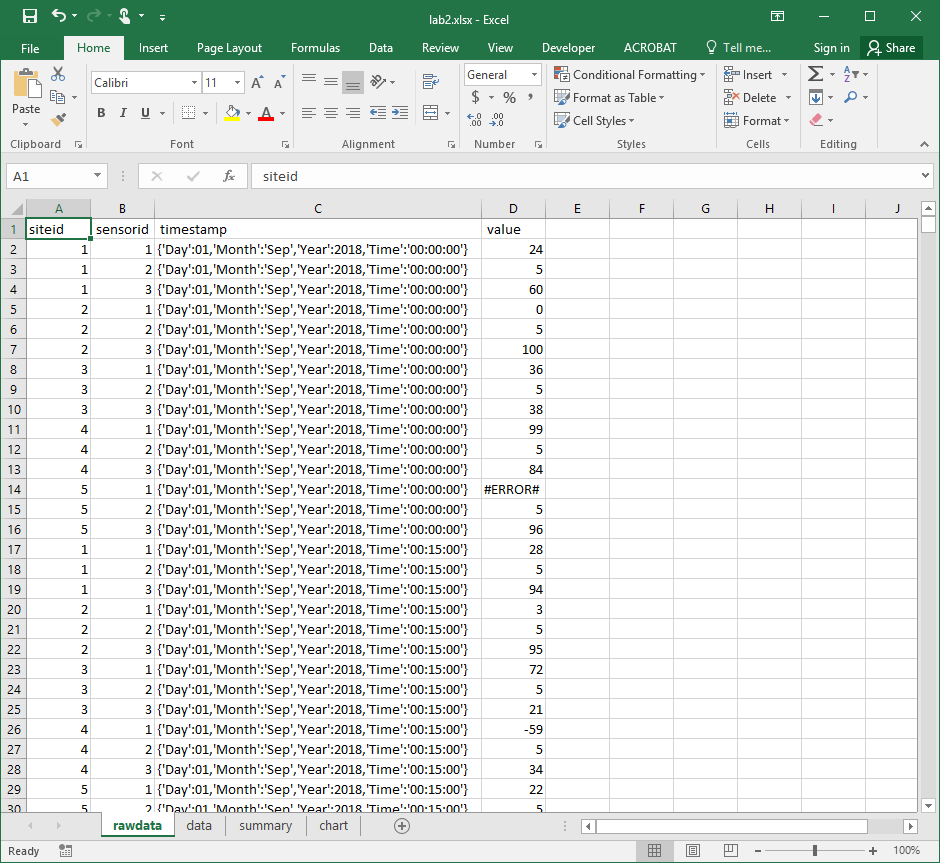 lab2.xlsx - Excel
File Home Insert Page Layout Formulas Data Review View Developer ACROBAT Tell me... Sign in Share
Paste Calibri 11 General Conditional Formatting Insert
B I U $ % , Format as Table Delete
Cell Styles Format
Clipboard Font Alignment Number Styles Cells Editing
A1 fx siteid
A B C D E F G H I J
1 siteid sensorid timestamp value
2 1 1 {'Day':01,'Month':'Sep','Year':2018,'Time':'00:00:00'} 24
3 1 2 {'Day':01,'Month':'Sep','Year':2018,'Time':'00:00:00'} 5
4 1 3 {'Day':01,'Month':'Sep','Year':2018,'Time':'00:00:00'} 60
5 2 1 {'Day':01,'Month':'Sep','Year':2018,'Time':'00:00:00'} 0
6 2 2 {'Day':01,'Month':'Sep','Year':2018,'Time':'00:00:00'} 5
7 2 3 {'Day':01,'Month':'Sep','Year':2018,'Time':'00:00:00'} 100
8 3 1 {'Day':01,'Month':'Sep','Year':2018,'Time':'00:00:00'} 36
9 3 2 {'Day':01,'Month':'Sep','Year':2018,'Time':'00:00:00'} 5
10 3 3 {'Day':01,'Month':'Sep','Year':2018,'Time':'00:00:00'} 38
11 4 1 {'Day':01,'Month':'Sep','Year':2018,'Time':'00:00:00'} 99
12 4 2 {'Day':01,'Month':'Sep','Year':2018,'Time':'00:00:00'} 5
13 4 3 {'Day':01,'Month':'Sep','Year':2018,'Time':'00:00:00'} 84
14 5 1 {'Day':01,'Month':'Sep','Year':2018,'Time':'00:00:00'} #ERROR#
15 5 2 {'Day':01,'Month':'Sep','Year':2018,'Time':'00:00:00'} 5
16 5 3 {'Day':01,'Month':'Sep','Year':2018,'Time':'00:00:00'} 96
17 1 1 {'Day':01,'Month':'Sep','Year':2018,'Time':'00:15:00'} 28
18 1 2 {'Day':01,'Month':'Sep','Year':2018,'Time':'00:15:00'} 5
19 1 3 {'Day':01,'Month':'Sep','Year':2018,'Time':'00:15:00'} 94
20 2 1 {'Day':01,'Month':'Sep','Year':2018,'Time':'00:15:00'} 3
21 2 2 {'Day':01,'Month':'Sep','Year':2018,'Time':'00:15:00'} 5
22 2 3 {'Day':01,'Month':'Sep','Year':2018,'Time':'00:15:00'} 95
23 3 1 {'Day':01,'Month':'Sep','Year':2018,'Time':'00:15:00'} 72
24 3 2 {'Day':01,'Month':'Sep','Year':2018,'Time':'00:15:00'} 5
25 3 3 {'Day':01,'Month':'Sep','Year':2018,'Time':'00:15:00'} 21
26 4 1 {'Day':01,'Month':'Sep','Year':2018,'Time':'00:15:00'} -59
27 4 2 {'Day':01,'Month':'Sep','Year':2018,'Time':'00:15:00'} 5
28 4 3 {'Day':01,'Month':'Sep','Year':2018,'Time':'00:15:00'} 34
29 5 1 {'Day':01,'Month':'Sep','Year':2018,'Time':'00:15:00'} 22
30 5 2 {'Day':01,'Month':'Sep','Year':2018,'Time':'00:15:00'} 5
rawdata data summary chart
Ready 100%